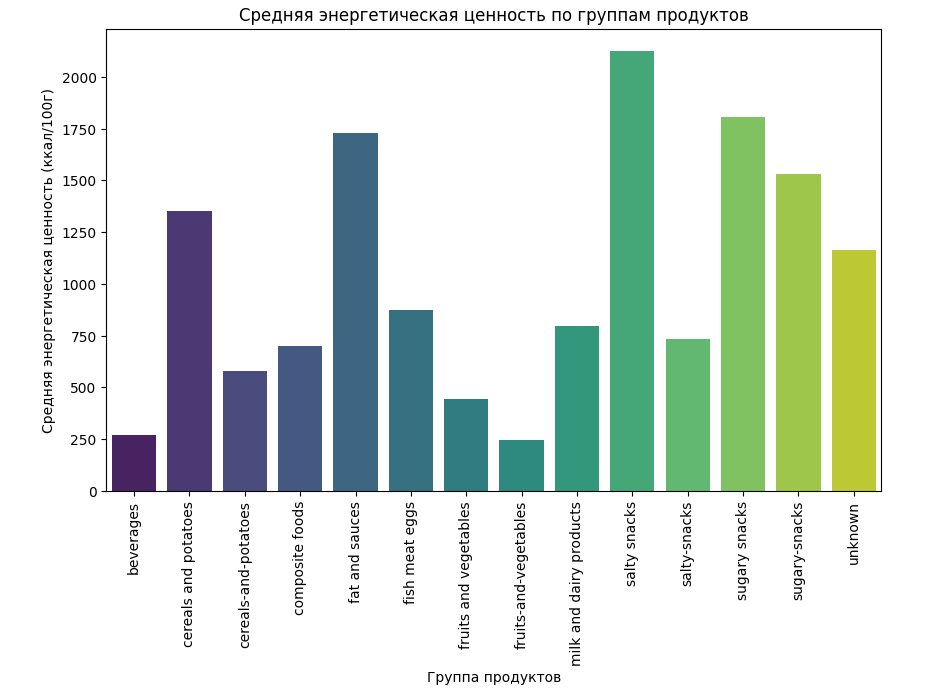 Средняя энергетическая ценность по группам продуктов
Средняя энергетическая ценность (ккал/100г)
2000
1750
1500
1250
1000
750
500
250
0
beverages
cereals and potatoes
cereals-and-potatoes
composite foods
fat and sauces
fish meat eggs
fruits and vegetables
fruits-and-vegetables
milk and dairy products
salty snacks
salty-snacks
sugary snacks
sugary-snacks
unknown
Группа продуктов